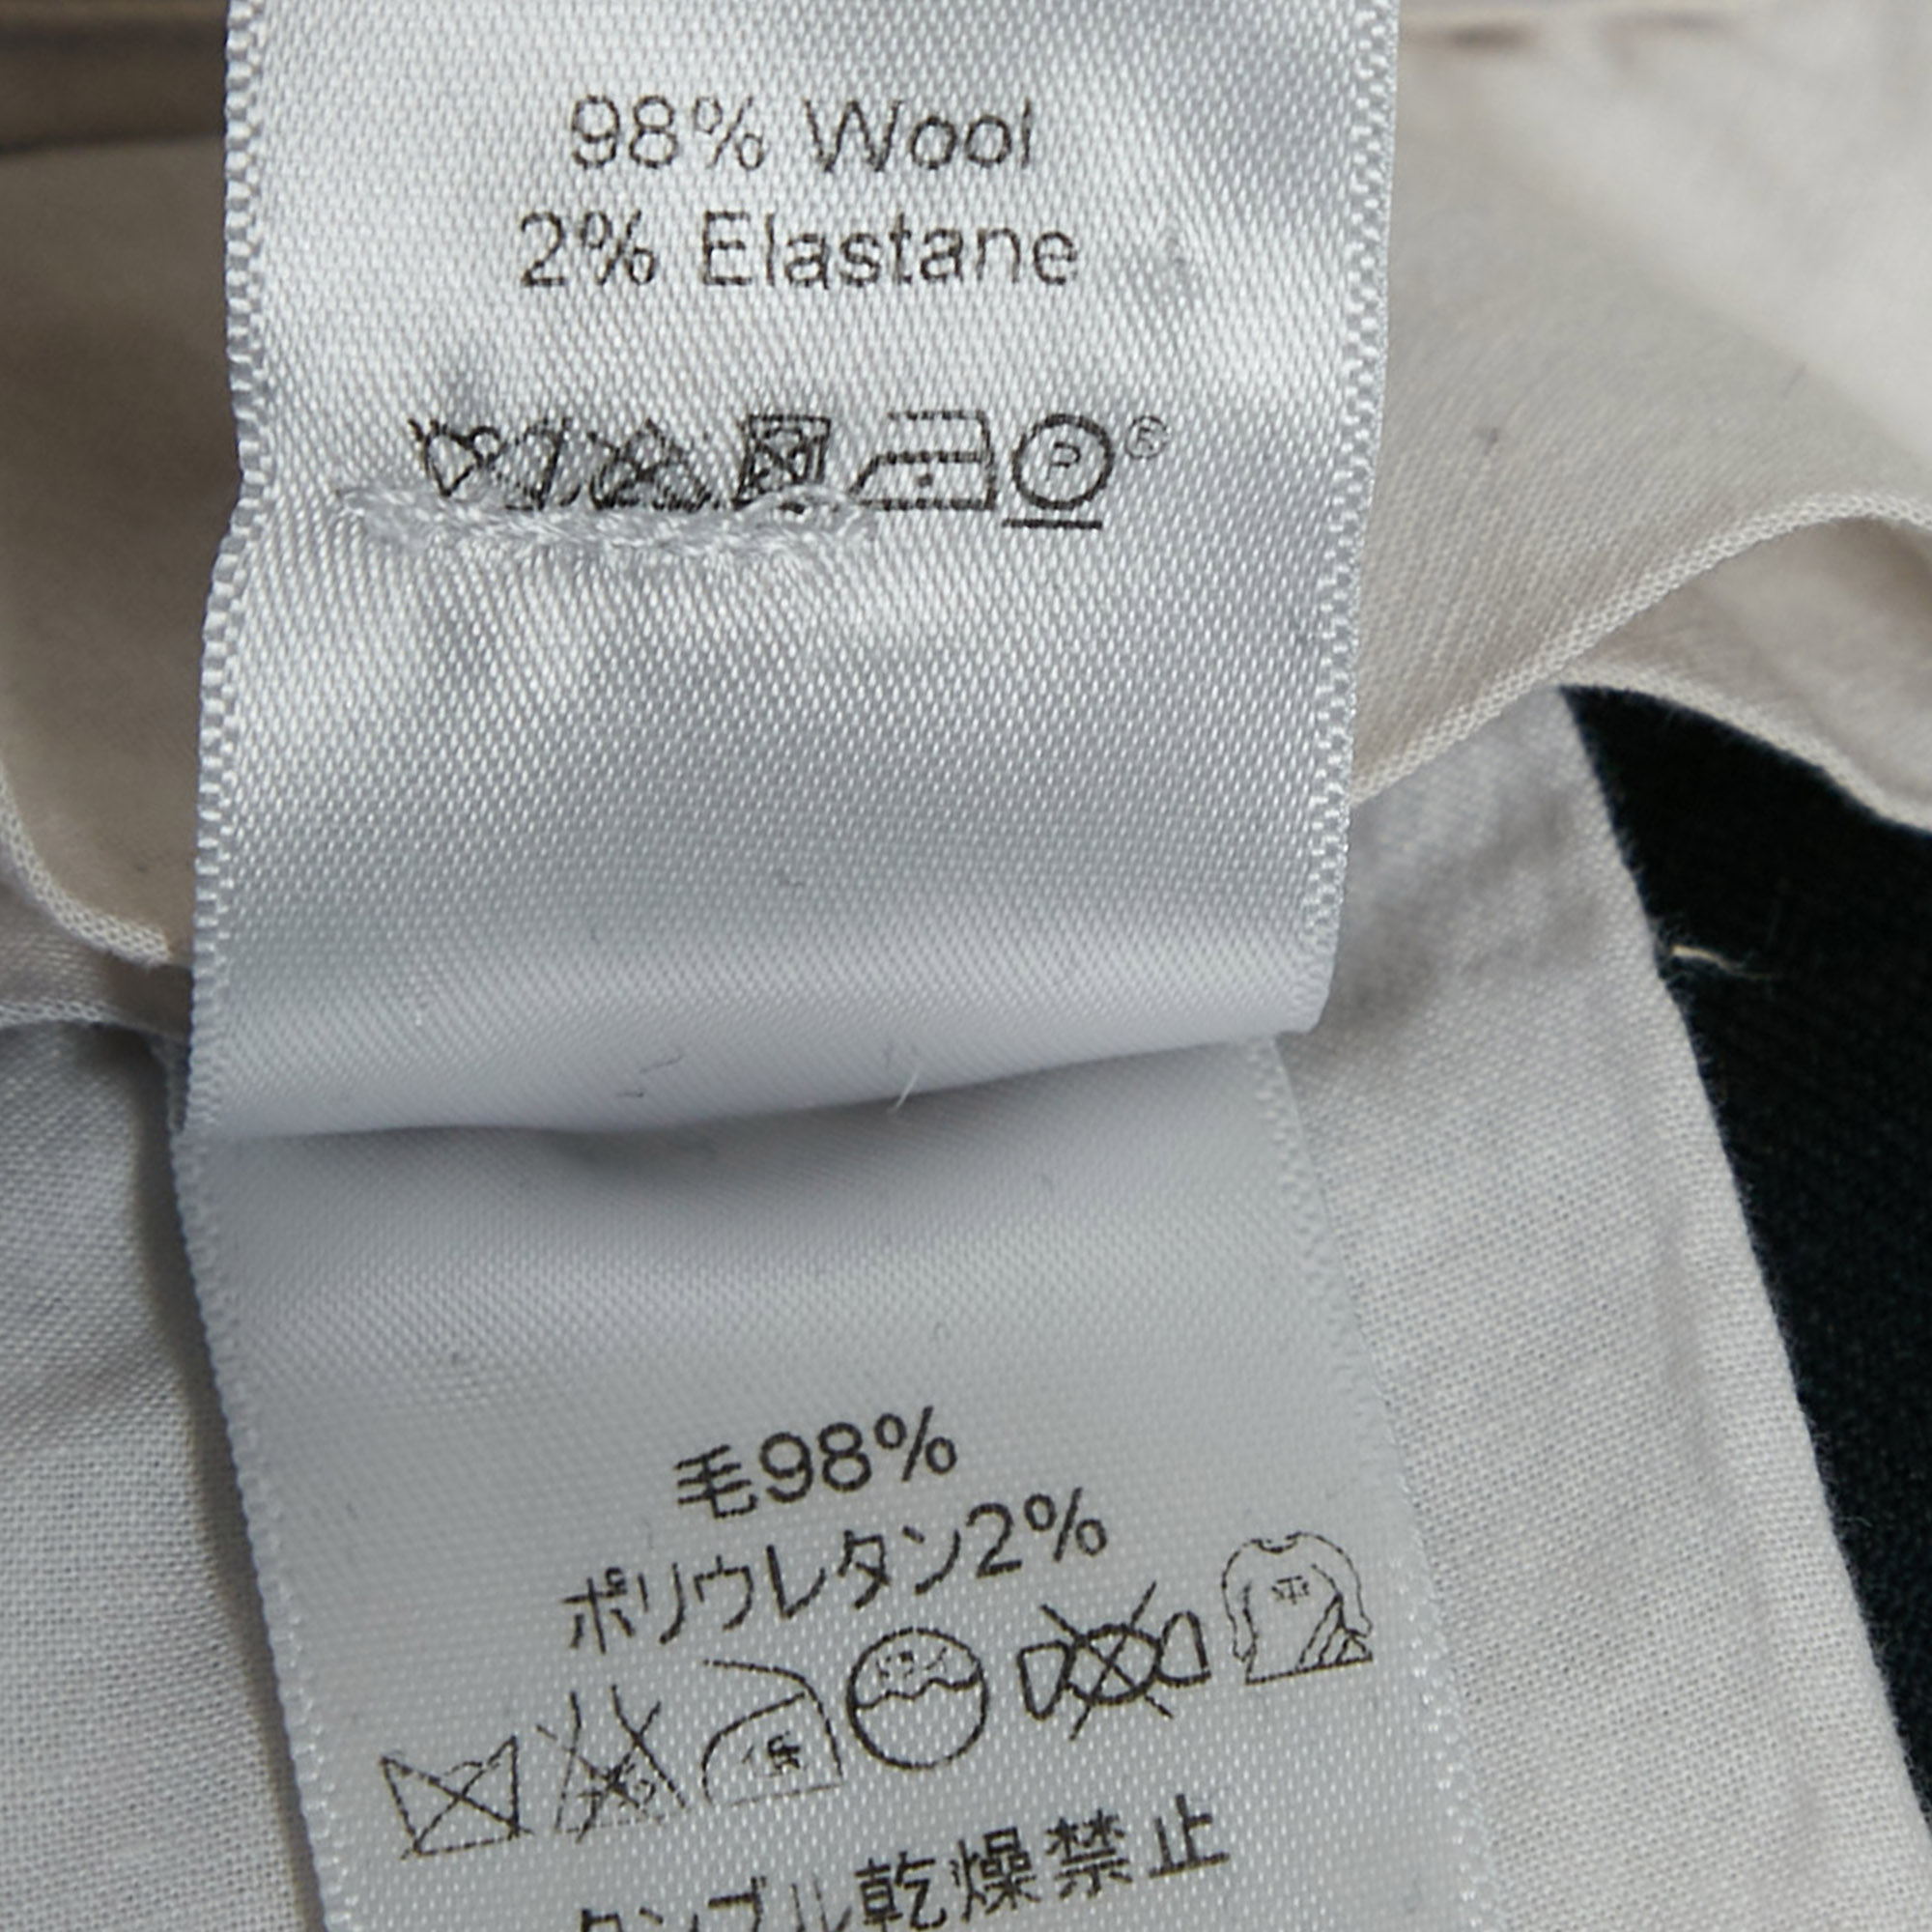 98% Wool
2% Elastane
P
毛98%
ポリウレタン2%
タンブル乾燥禁止